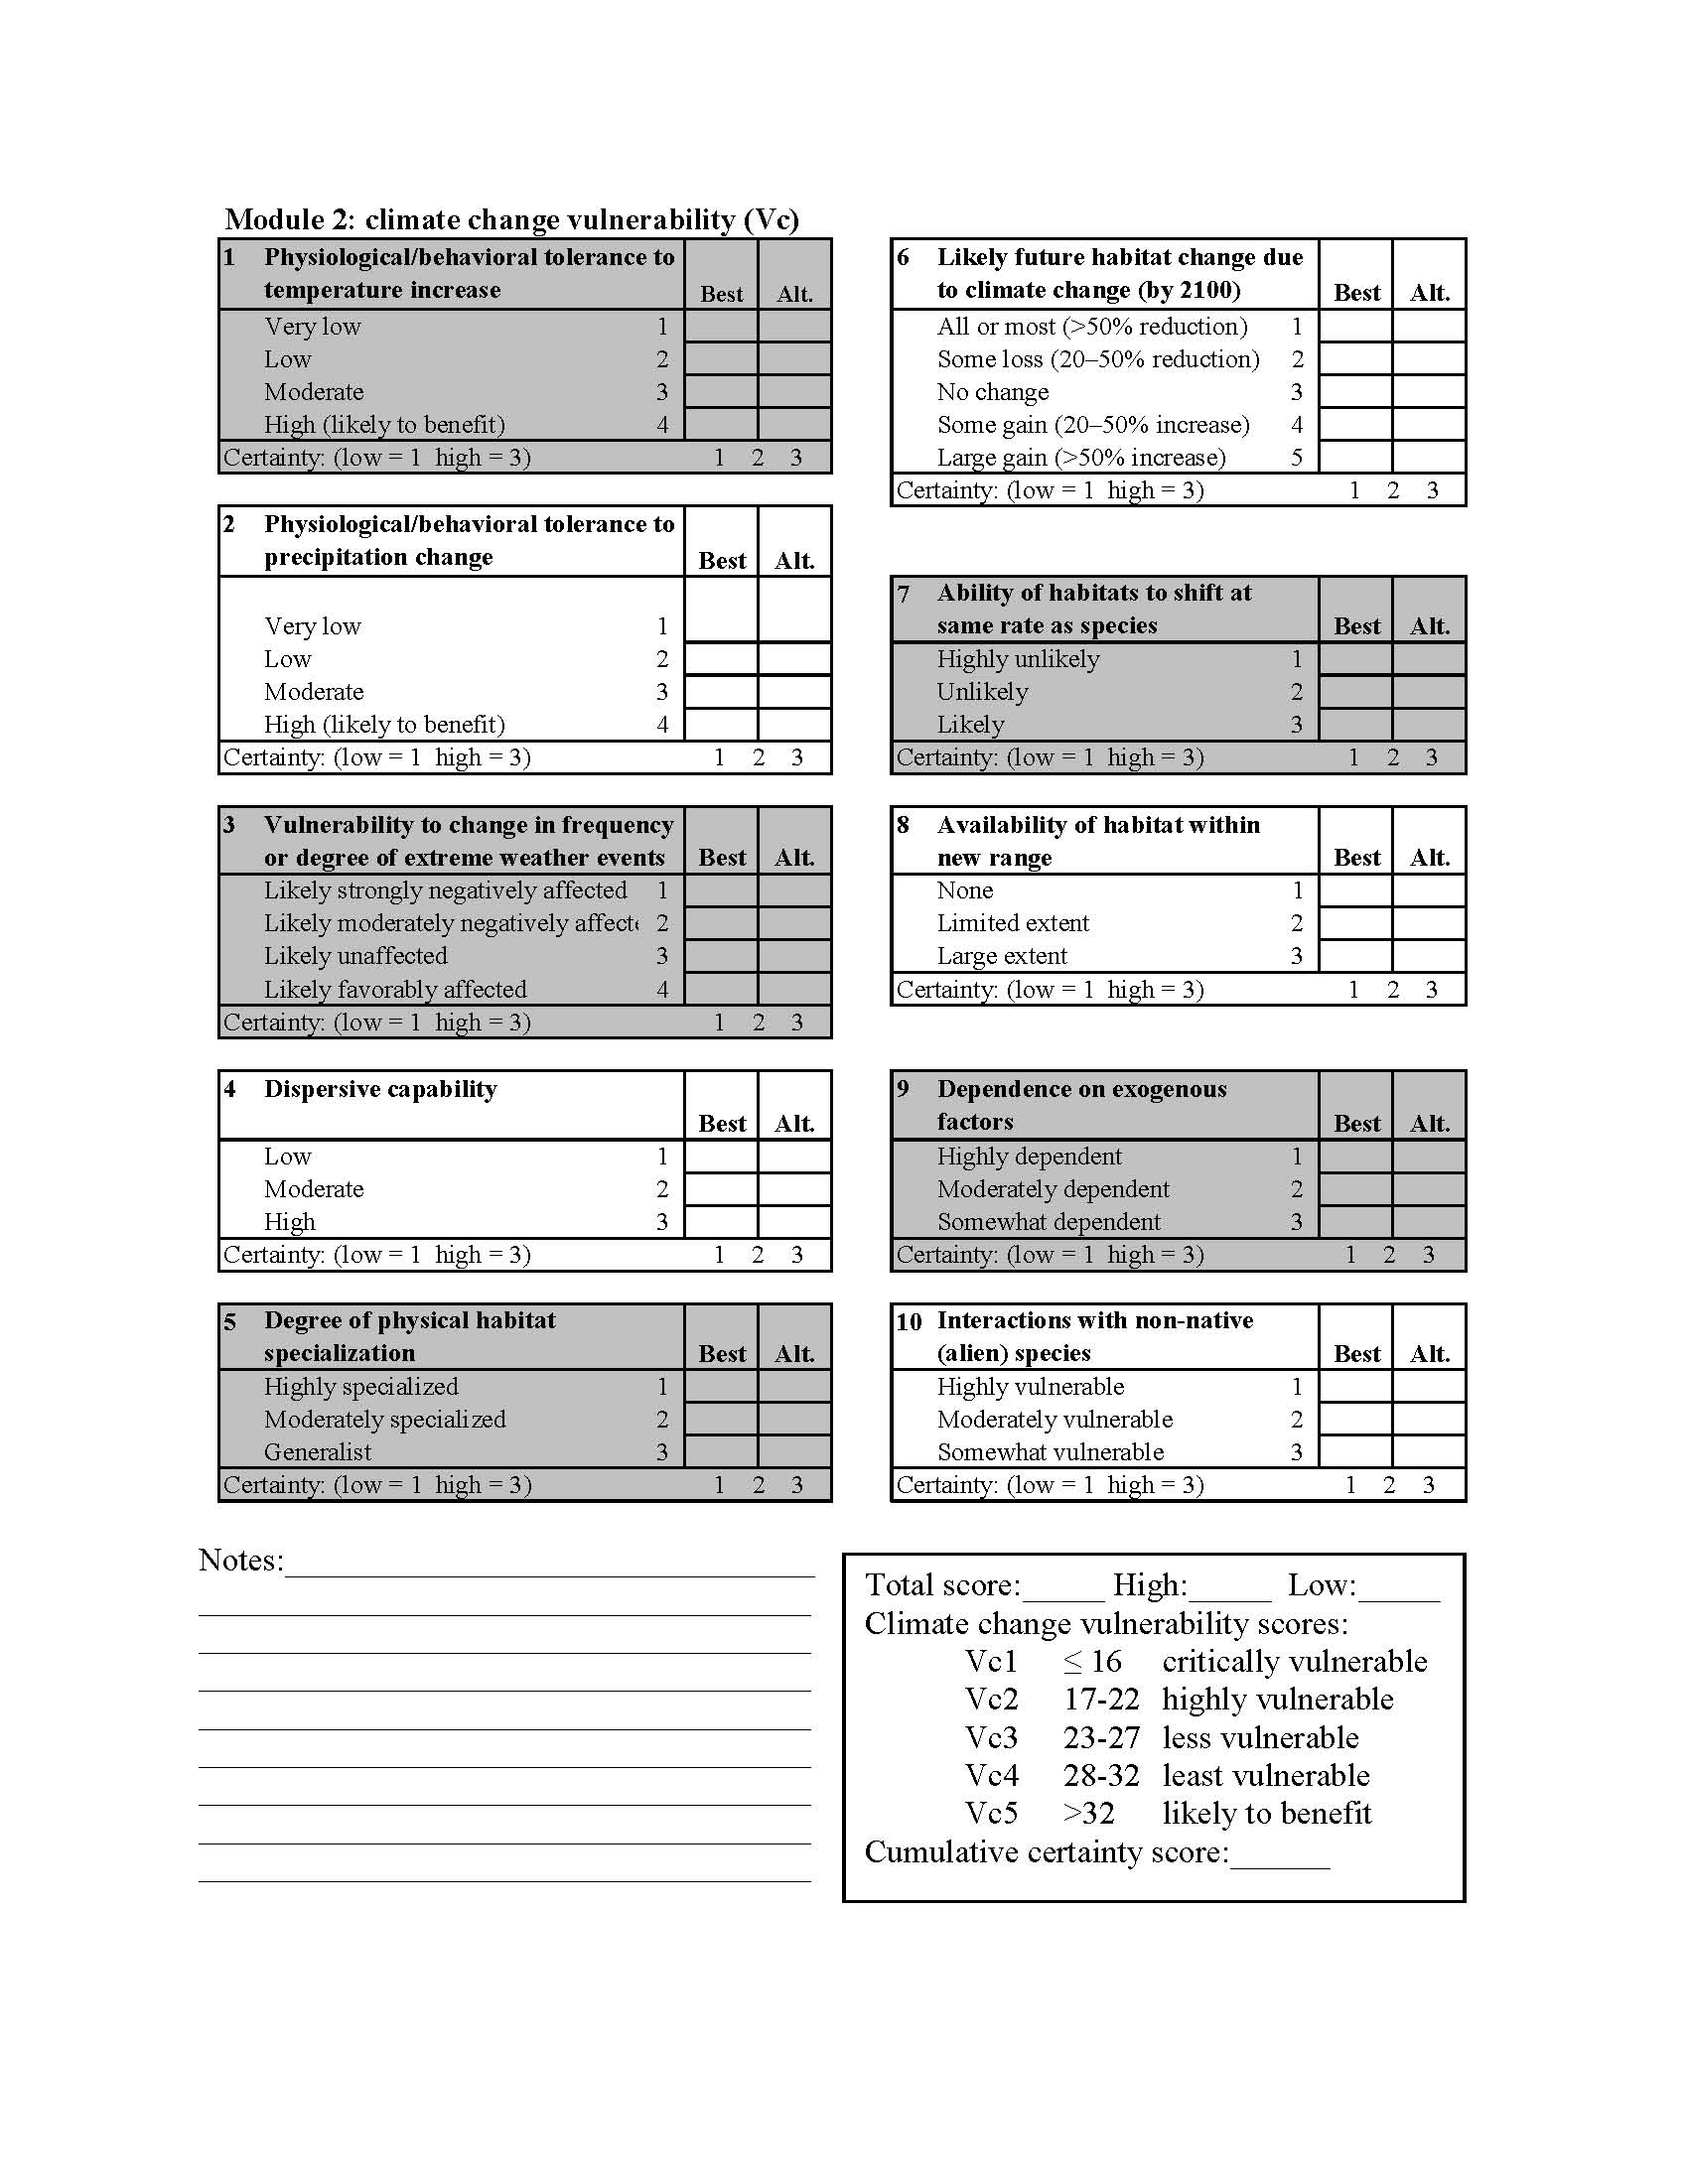 Module 2: climate change vulnerability (Vc)
1 Physiological/behavioral tolerance to
temperature increase Best Alt.
Very low 1
Low 2
Moderate 3
High (likely to benefit) 4
Certainty: (low = 1 high = 3) 1 2 3
2 Physiological/behavioral tolerance to
precipitation change Best Alt.
Very low 1
Low 2
Moderate 3
High (likely to benefit) 4
Certainty: (low = 1 high = 3) 1 2 3
3 Vulnerability to change in frequency
or degree of extreme weather events Best Alt.
Likely strongly negatively affected 1
Likely moderately negatively affecte 2
Likely unaffected 3
Likely favorably affected 4
Certainty: (low = 1 high = 3) 1 2 3
4 Dispersive capability
Best Alt.
Low 1
Moderate 2
High 3
Certainty: (low = 1 high = 3) 1 2 3
5 Degree of physical habitat
specialization Best Alt.
Highly specialized 1
Moderately specialized 2
Generalist 3
Certainty: (low = 1 high = 3) 1 2 3
6 Likely future habitat change due
to climate change (by 2100) Best Alt.
All or most (>50% reduction) 1
Some loss (20–50% reduction) 2
No change 3
Some gain (20–50% increase) 4
Large gain (>50% increase) 5
Certainty: (low = 1 high = 3) 1 2 3
7 Ability of habitats to shift at
same rate as species Best Alt.
Highly unlikely 1
Unlikely 2
Likely 3
Certainty: (low = 1 high = 3) 1 2 3
8 Availability of habitat within
new range Best Alt.
None 1
Limited extent 2
Large extent 3
Certainty: (low = 1 high = 3) 1 2 3
9 Dependence on exogenous
factors Best Alt.
Highly dependent 1
Moderately dependent 2
Somewhat dependent 3
Certainty: (low = 1 high = 3) 1 2 3
10 Interactions with non-native
(alien) species Best Alt.
Highly vulnerable 1
Moderately vulnerable 2
Somewhat vulnerable 3
Certainty: (low = 1 high = 3) 1 2 3
Notes:
Total score:_____ High:_____ Low:_____
Climate change vulnerability scores:
Vc1 ≤ 16 critically vulnerable
Vc2 17-22 highly vulnerable
Vc3 23-27 less vulnerable
Vc4 28-32 least vulnerable
Vc5 >32 likely to benefit
Cumulative certainty score:______